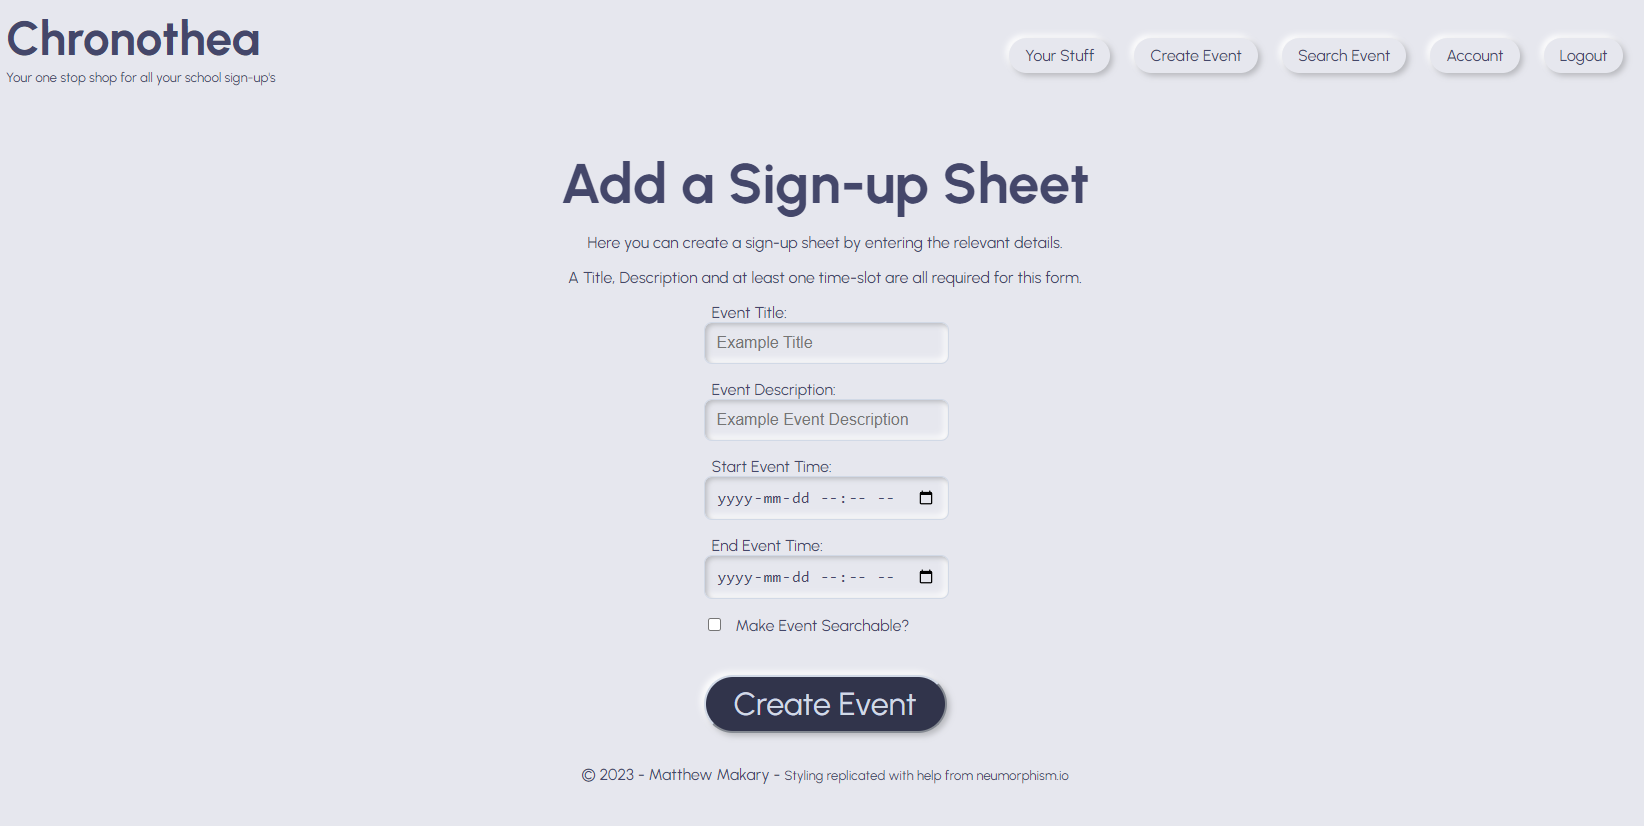 Chronothea
Your one stop shop for all your school sign-up's
Your Stuff
Create Event
Search Event
Account
Logout
Add a Sign-up Sheet
Here you can create a sign-up sheet by entering the relevant details.
A Title, Description and at least one time-slot are all required for this form.
Event Title:
Example Title
Event Description:
Example Event Description
Start Event Time:
yyyy-mm-dd --:-- --
End Event Time:
yyyy-mm-dd --:-- --
Make Event Searchable?
Create Event
© 2023 - Matthew Makary - Styling replicated with help from neumorphism.io